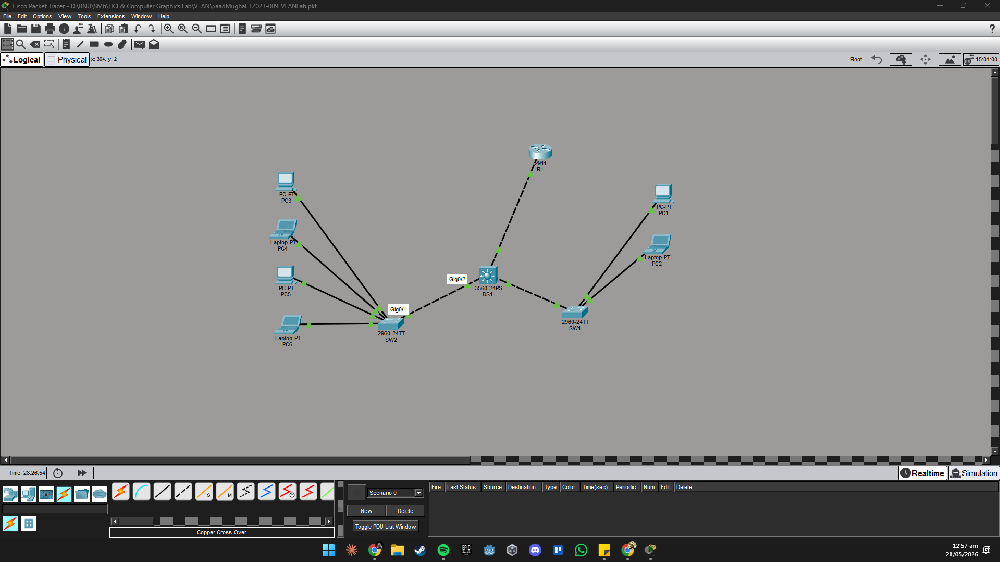 Cisco Packet Tracer - D:\BNU\SM6\HCI & Computer Graphics Lab\VLAN\SaadMughal_F2023-009_VLANLab.pkt
File Edit Options View Tools Extensions Window Help
Logical Physical x: 304, y: 2 Root 15:04:00
2911
R1
PC-PT
PC3
PC-PT
PC1
Laptop-PT
PC4
Laptop-PT
PC2
Gig0/2
PC-PT
PC5
3560-24PS
DS1
Gig0/1
2960-24TT
SW1
2960-24TT
SW2
Laptop-PT
PC6
Time: 28:26:54 Realtime Simulation
Scenario 0
Fire Last Status Source Destination Type Color Time(sec) Periodic Num Edit Delete
S M
New Delete
Toggle PDU List Window
Copper Cross-Over
EPIC
GAMES
12:57 am
21/05/2026